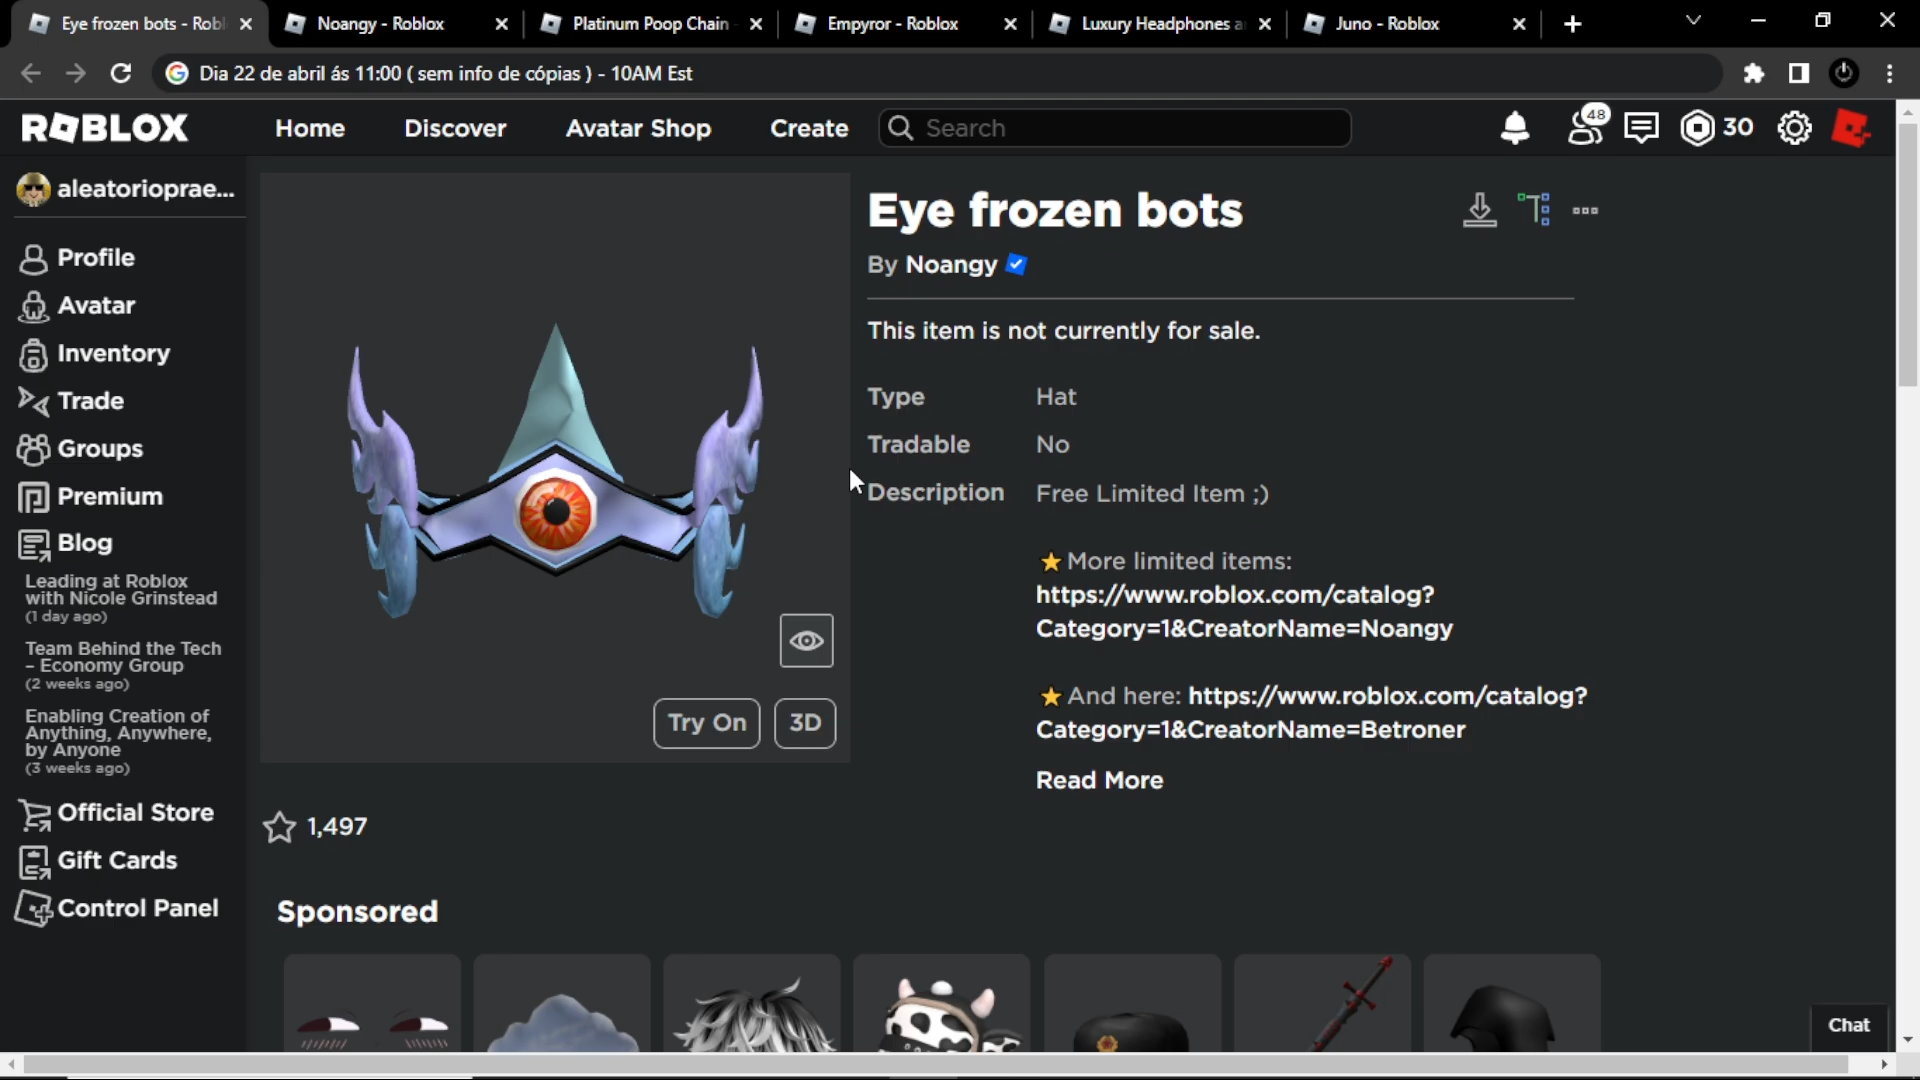 Eye frozen bots - Robl
Noangy - Roblox
Platinum Poop Chain
Empyror - Roblox
Luxury Headphones a
Juno - Roblox
Dia 22 de abril ás 11:00 ( sem info de cópias ) - 10AM Est
ROBLOX
Home
Discover
Avatar Shop
Create
Search
48
30
aleatorioprae...
Profile
Avatar
Inventory
Trade
Groups
Premium
Blog
Leading at Roblox
with Nicole Grinstead
(1 day ago)
Team Behind the Tech
- Economy Group
(2 weeks ago)
Enabling Creation of
Anything, Anywhere,
by Anyone
(3 weeks ago)
Official Store
Gift Cards
Control Panel
Try On
3D
1,497
Eye frozen bots
By Noangy
This item is not currently for sale.
Type Hat
Tradable No
Description Free Limited Item ;)
⭐More limited items:
https://www.roblox.com/catalog?
Category=1&CreatorName=Noangy
⭐And here: https://www.roblox.com/catalog?
Category=1&CreatorName=Betroner
Read More
Sponsored
Chat